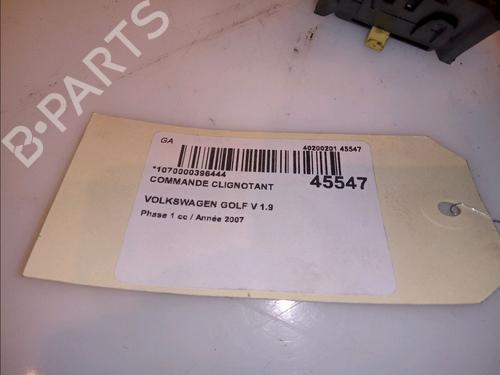 B-PARTS
GA
40200201 45547
*1070000396444
COMMANDE CLIGNOTANT
45547
VOLKSWAGEN GOLF V 1.9
Phase 1 cc / Année 2007